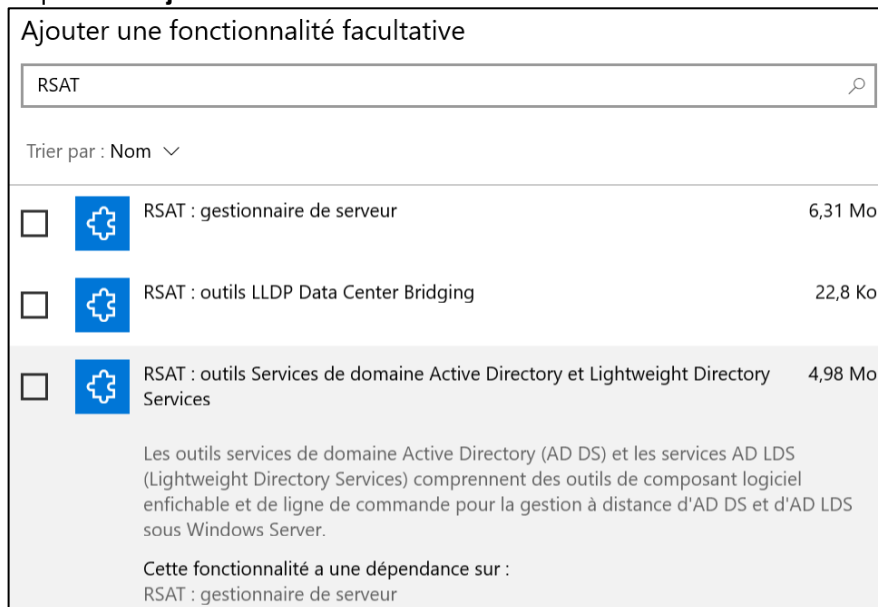 Ajouter une fonctionnalité facultative
RSAT
Trier par : Nom
RSAT : gestionnaire de serveur 6,31 Mo
RSAT : outils LLDP Data Center Bridging 22,8 Ko
RSAT : outils Services de domaine Active Directory et Lightweight Directory 4,98 Mo
Services
Les outils services de domaine Active Directory (AD DS) et les services AD LDS
(Lightweight Directory Services) comprennent des outils de composant logiciel
enfichable et de ligne de commande pour la gestion à distance d'AD DS et d'AD LDS
sous Windows Server.
Cette fonctionnalité a une dépendance sur :
RSAT : gestionnaire de serveur